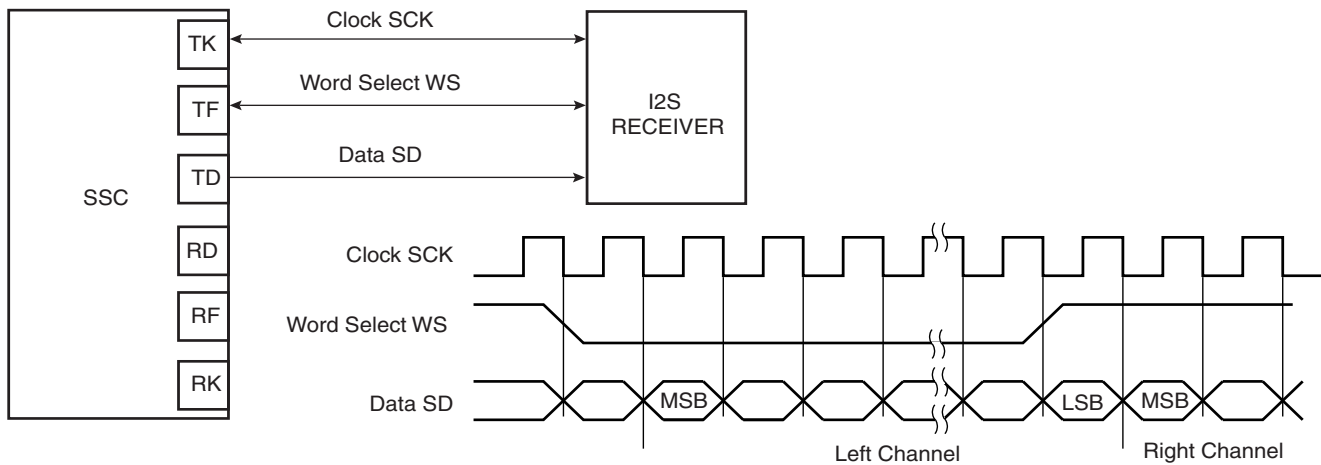 Clock SCK
TK
Word Select WS
TF
I2S
RECEIVER
Data SD
TD
SSC
RD
RF
RK
Clock SCK
Word Select WS
Data SD
MSB
LSB
MSB
Left Channel
Right Channel